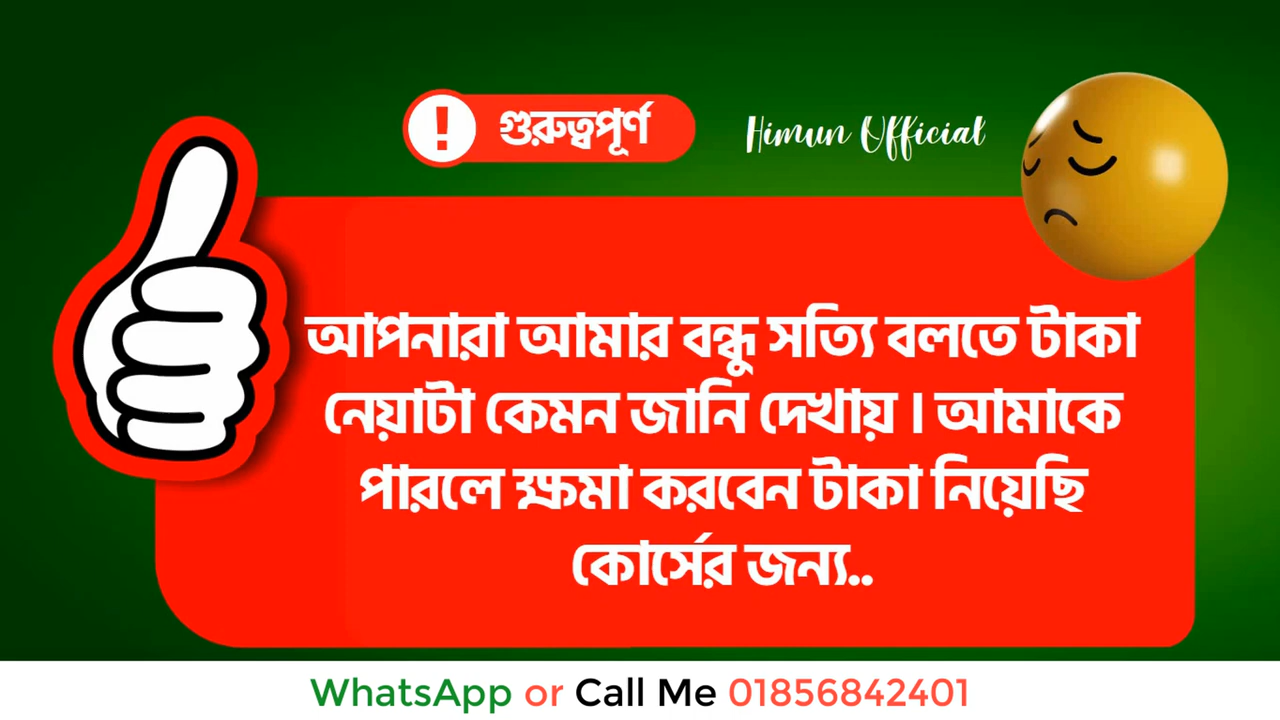 ! গুরুত্বপূর্ণ
Himun Official
আপনারা আমার বন্ধু সত্যি বলতে টাকা
নেয়াটা কেমন জানি দেখায় । আমাকে
পারলে ক্ষমা করবেন টাকা নিয়েছি
কোর্সের জন্য..
WhatsApp or Call Me 01856842401